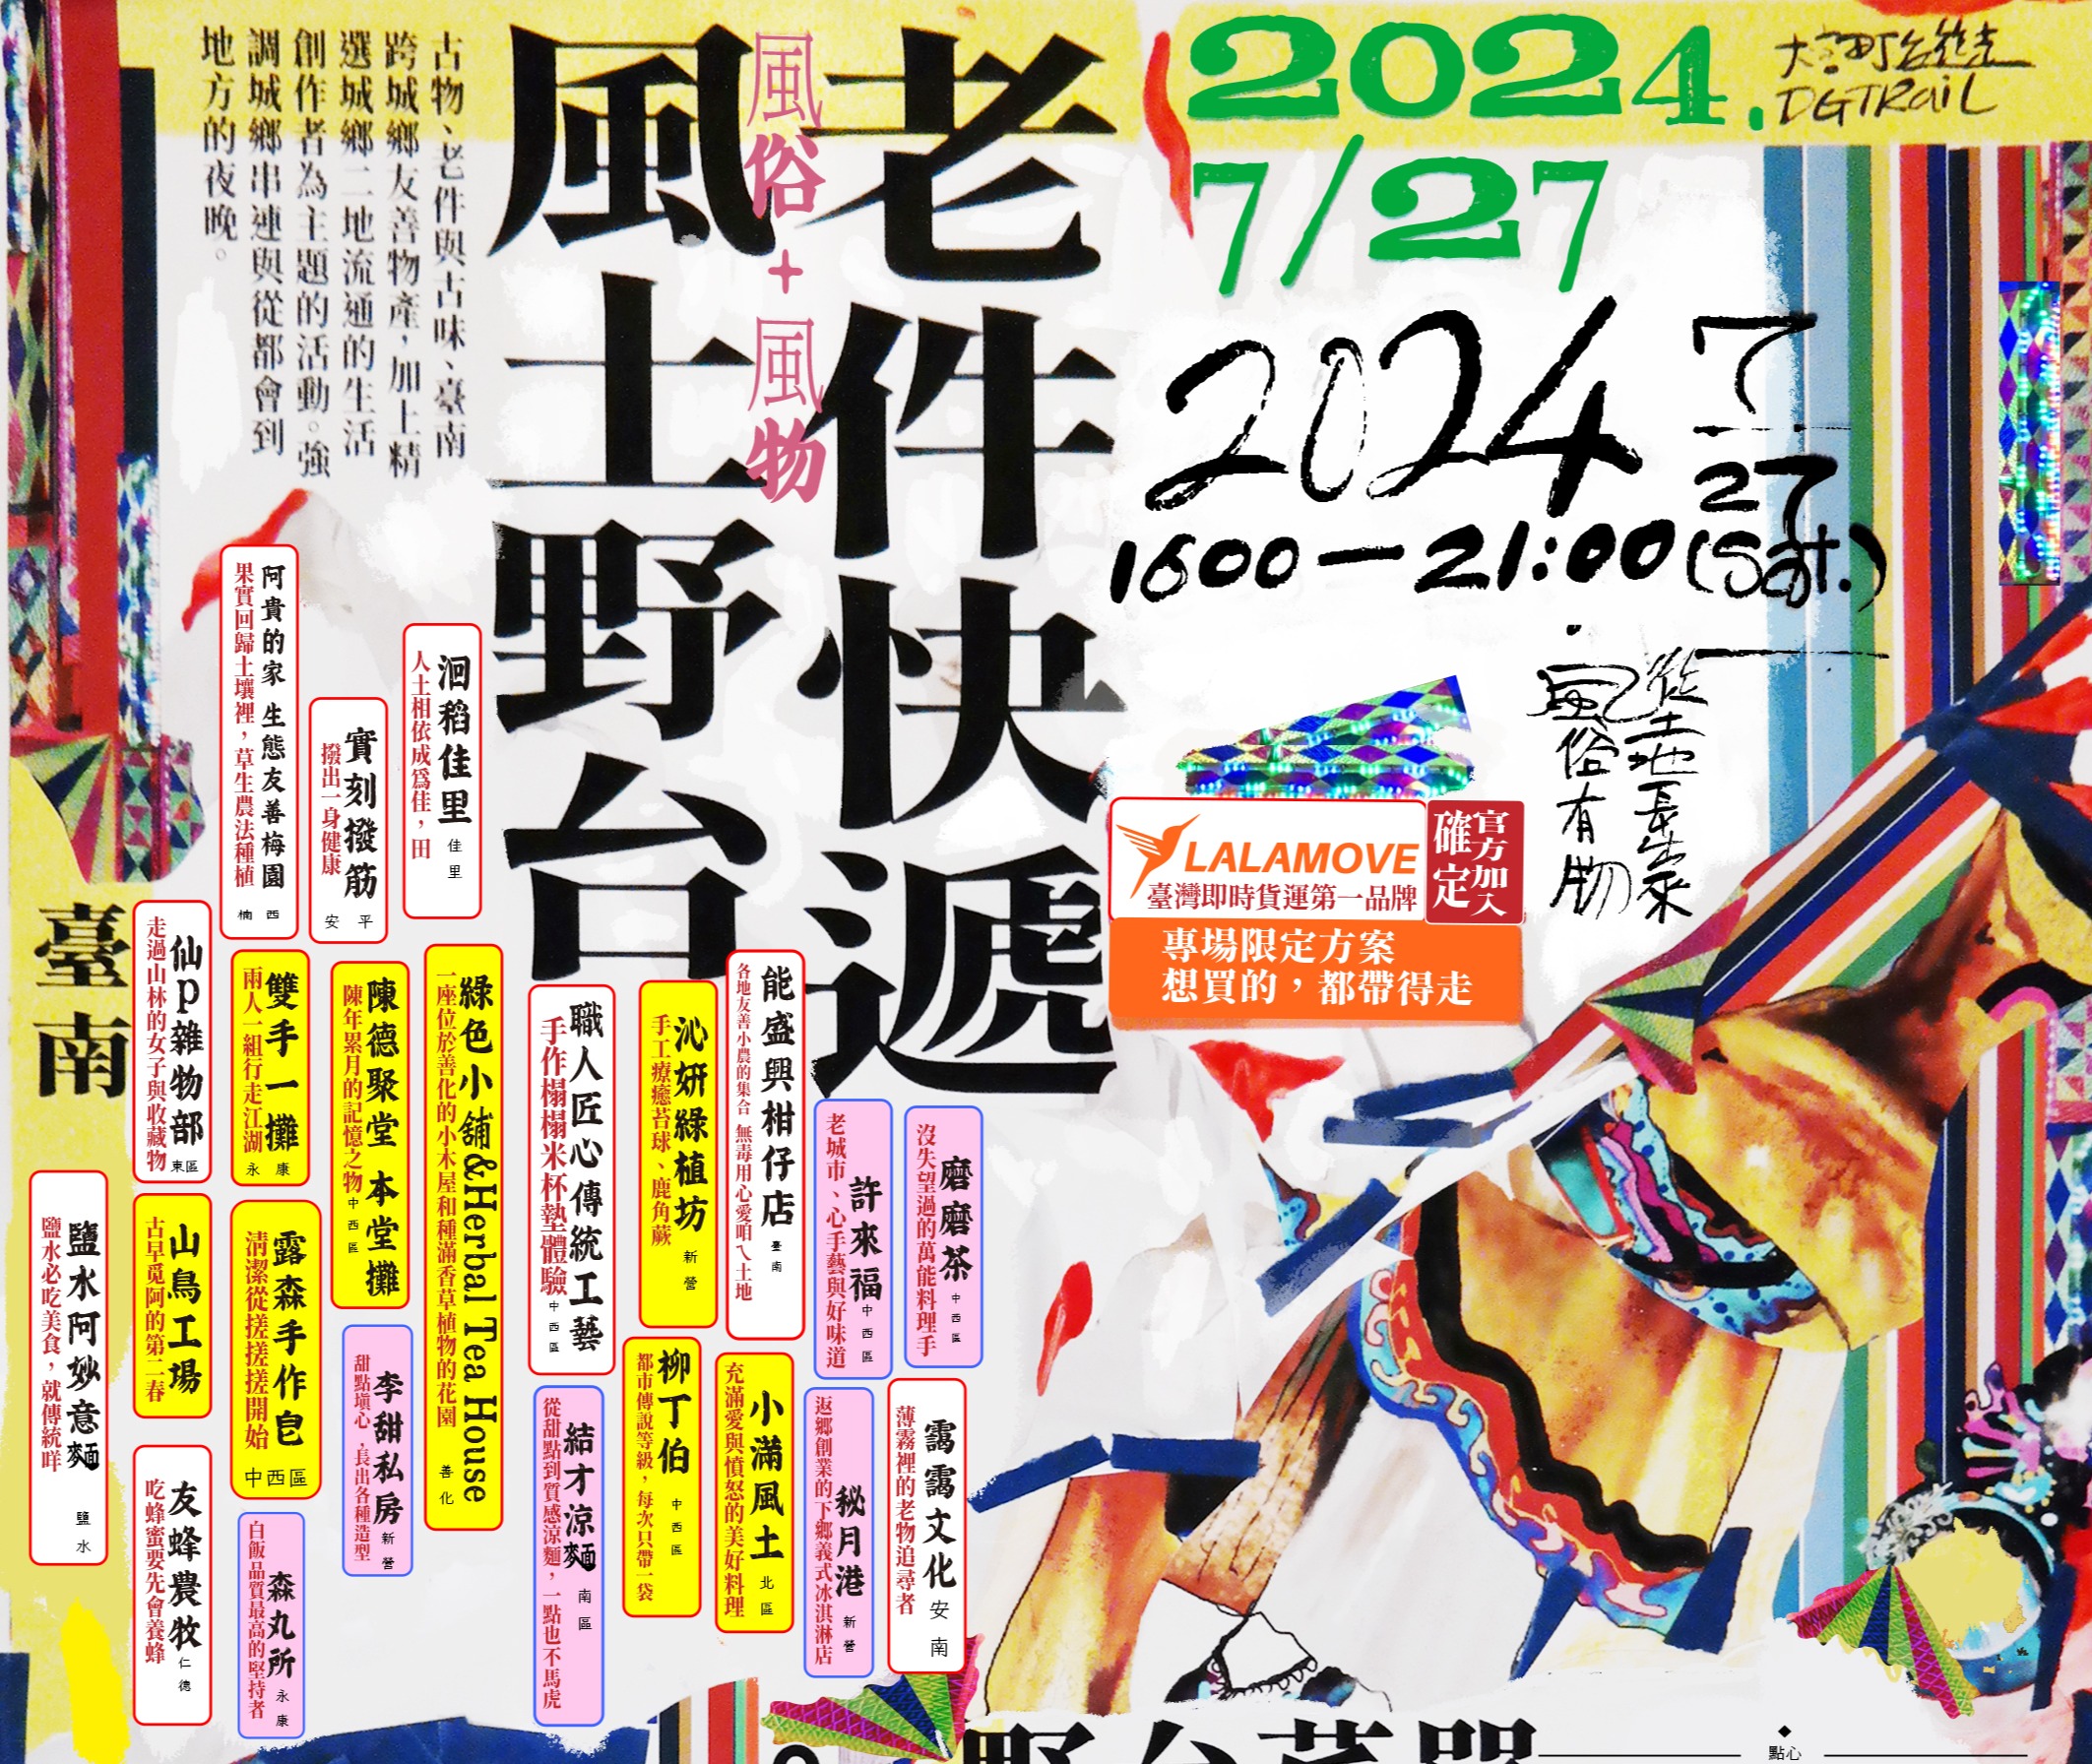 老件快遞
風俗+風物
風土野台
古物、老件與古味、臺南
跨城鄉友善物產，加上精
選城鄉二地流通的生活
創作者為主題的活動。強
調城鄉串連與從都會到
地方的夜晚。
2024.
7/27
DGTRaiL
2024 7
27
1600—21:00(Sat.)
從土地長出來
風俗有物
LALAMOVE
臺灣即時貨運第一品牌
官方加入
確定
專場限定方案
想買的，都帶得走
臺南
洄稻佳里
佳里
人土相依成為佳，田
實刻撥筋
撥出一身健康
安平
阿貴的家 生態友善梅園
果實回歸土壤裡，草生農法種植
楠西
仙p雜物部
東區
走過山林的女子與收藏物
雙手一攤
兩人一組行走江湖
永康
陳德聚堂 本堂攤
陳年累月的記憶之物
中西區
綠色小舖&Herbal Tea House
一座位於善化的小木屋和種滿香草植物的花園
善化
職人匠心傳統工藝
手作榻榻米杯墊體驗
中西區
沁妍綠植坊
手工療癒苔球、鹿角蕨
新營
能盛興柑仔店
臺南
各地友善小農的集合 無毒用心愛咱ㄟ土地
許來福
中西區
老城市、心手藝與好味道
磨磨茶
中西區
沒失望過的萬能料理手
鹽水阿妙意麵
鹽水必吃美食，就傳統咩
鹽水
山鳥工場
古早覓阿的第二春
露森手作皂
清潔從搓搓搓搓開始
中西區
李甜私房
新營
甜點塡心，長出各種造型
友蜂農牧
仁德
吃蜂蜜要先會養蜂
森丸所
永康
白飯品質最高的堅持者
結才涼麵
南區
從甜點到質感涼麵，一點也不馬虎
柳丁伯
中西區
都市傳說等級，每次只帶一袋
小滿風土
北區
充滿愛與憤怒的美好料理
秘月港
新營
返鄉創業的下鄉義式冰淇淋店
靄靄文化
安南
薄霧裡的老物追尋者
點心